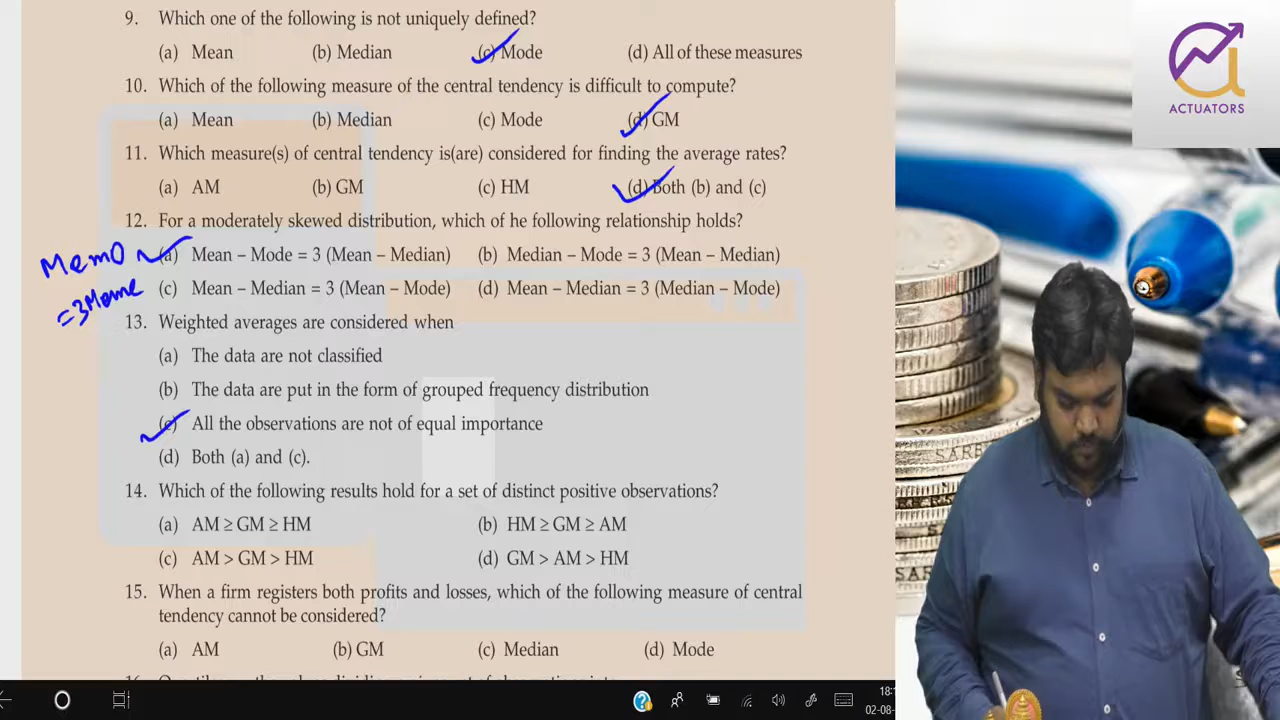 9. Which one of the following is not uniquely defined?
(a) Mean (b) Median (c) Mode (d) All of these measures
10. Which of the following measure of the central tendency is difficult to compute?
(a) Mean (b) Median (c) Mode (d) GM
11. Which measure(s) of central tendency is(are) considered for finding the average rates?
(a) AM (b) GM (c) HM (d) Both (b) and (c)
12. For a moderately skewed distribution, which of he following relationship holds?
MemO (a) Mean – Mode = 3 (Mean – Median) (b) Median – Mode = 3 (Mean – Median)
=3Meme (c) Mean – Median = 3 (Mean – Mode) (d) Mean – Median = 3 (Median – Mode)
13. Weighted averages are considered when
(a) The data are not classified
(b) The data are put in the form of grouped frequency distribution
(c) All the observations are not of equal importance
(d) Both (a) and (c).
14. Which of the following results hold for a set of distinct positive observations?
(a) AM ≥ GM ≥ HM (b) HM ≥ GM ≥ AM
(c) AM > GM > HM (d) GM > AM > HM
15. When a firm registers both profits and losses, which of the following measure of central
tendency cannot be considered?
(a) AM (b) GM (c) Median (d) Mode
ACTUATORS
18:1
02-08-